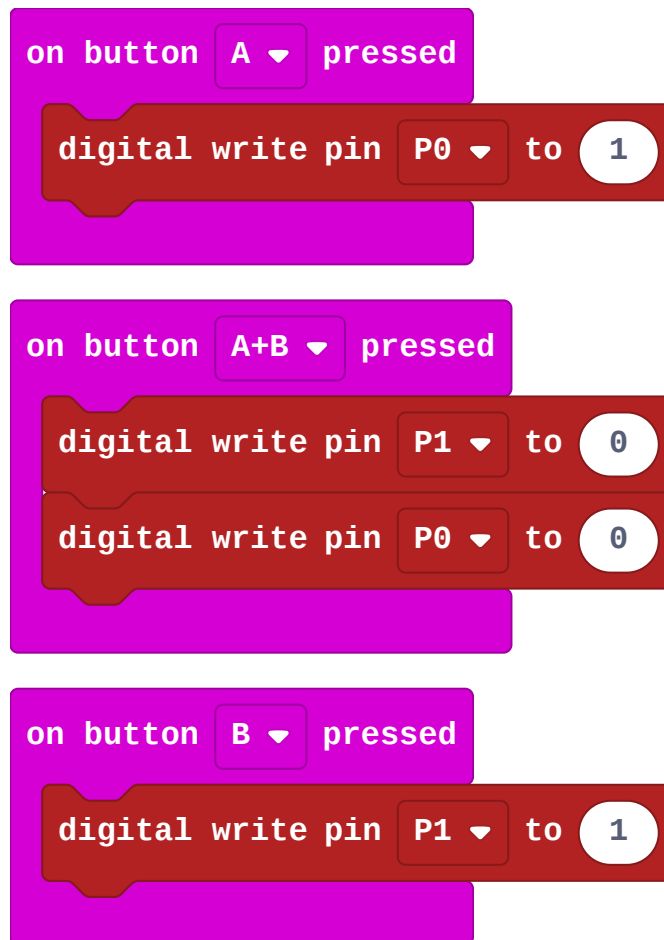 on button A pressed
digital write pin P0 to 1
on button A+B pressed
digital write pin P1 to 0
digital write pin P0 to 0
on button B pressed
digital write pin P1 to 1